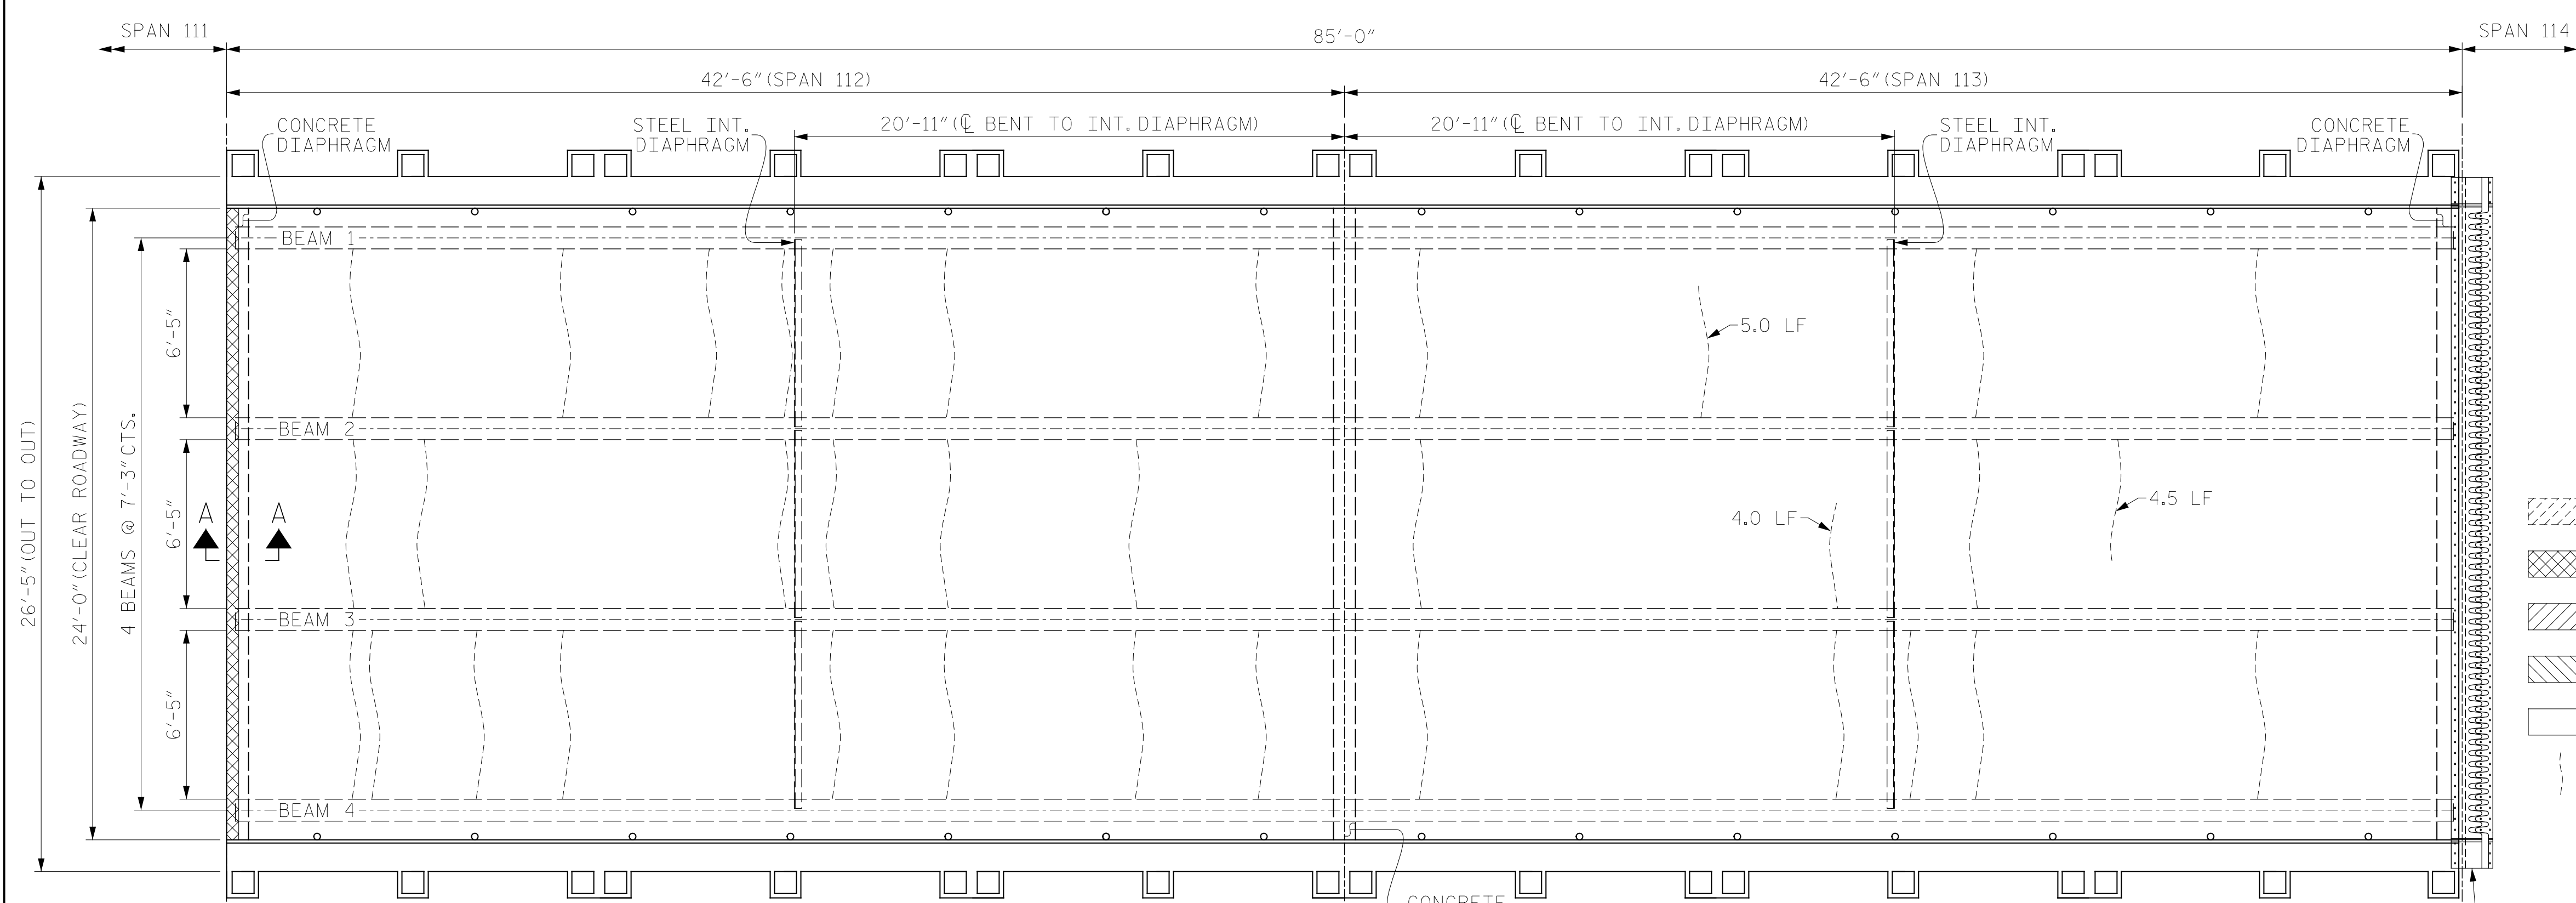 SPAN 111
85'-0"
SPAN 114
42'-6"(SPAN 112)
42'-6"(SPAN 113)
CONCRETE
DIAPHRAGM
STEEL INT.
DIAPHRAGM
20'-11"(℄ BENT TO INT. DIAPHRAGM)
20'-11"(℄ BENT TO INT. DIAPHRAGM)
STEEL INT.
DIAPHRAGM
CONCRETE
DIAPHRAGM
BEAM 1
6'-5"
5.0 LF
BEAM 2
26'-5"(OUT TO OUT)
24'-0"(CLEAR ROADWAY)
4 BEAMS @ 7'-3"CTS.
6'-5"
A
A
4.0 LF
4.5 LF
BEAM 3
6'-5"
BEAM 4
CONCRETE